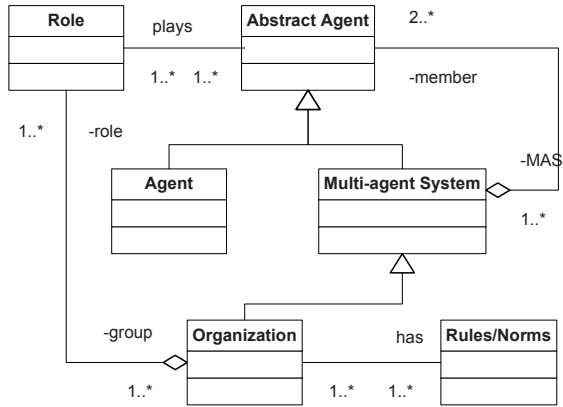 Role
plays
Abstract Agent
2..*
1..* 1..*
-member
1..*
-role
-MAS
Agent
Multi-agent System
1..*
-group
Organization
has
Rules/Norms
1..*
1..*
1..*